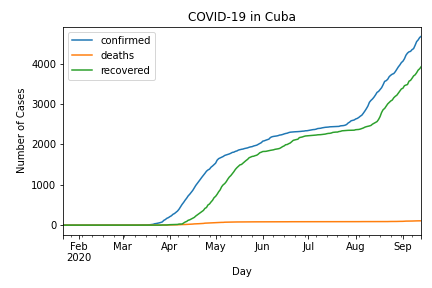 COVID-19 in Cuba
confirmed
deaths
recovered
Number of Cases
4000
3000
2000
1000
0
Feb Mar Apr May Jun Jul Aug Sep
2020
Day